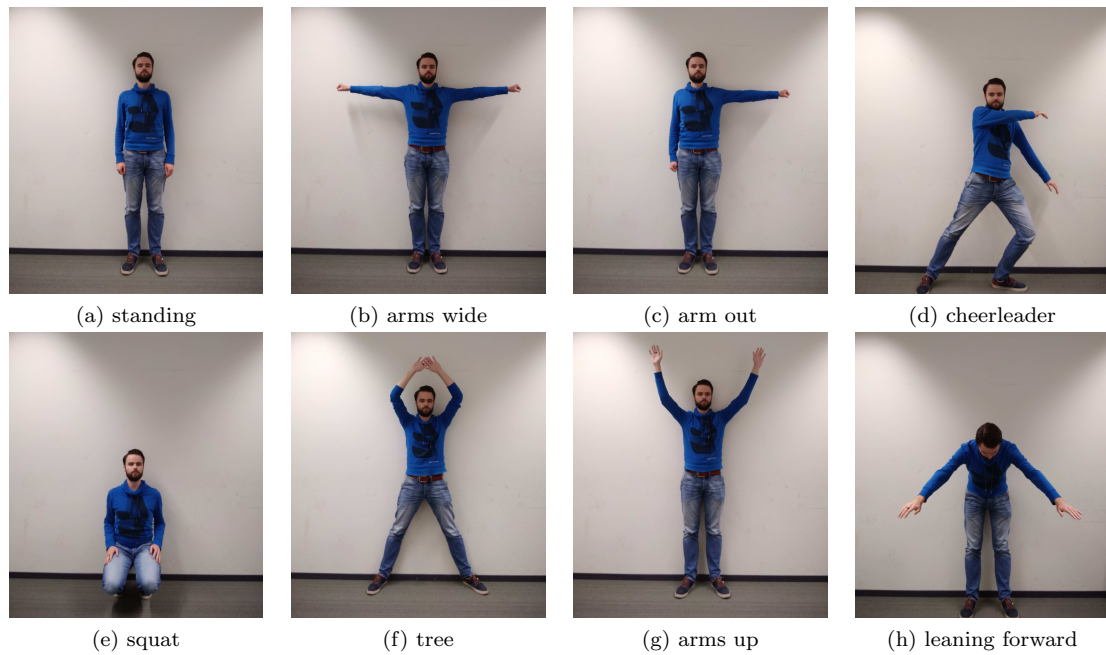 (a) standing
(b) arms wide
(c) arm out
(d) cheerleader
(e) squat
(f) tree
(g) arms up
(h) leaning forward